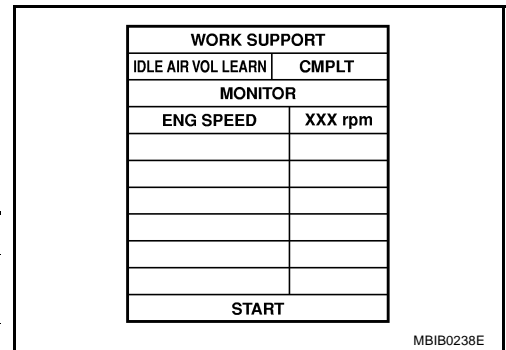 WORK SUPPORT
IDLE AIR VOL LEARN CMPLT
MONITOR
ENG SPEED XXX rpm
START
MBIB0238E